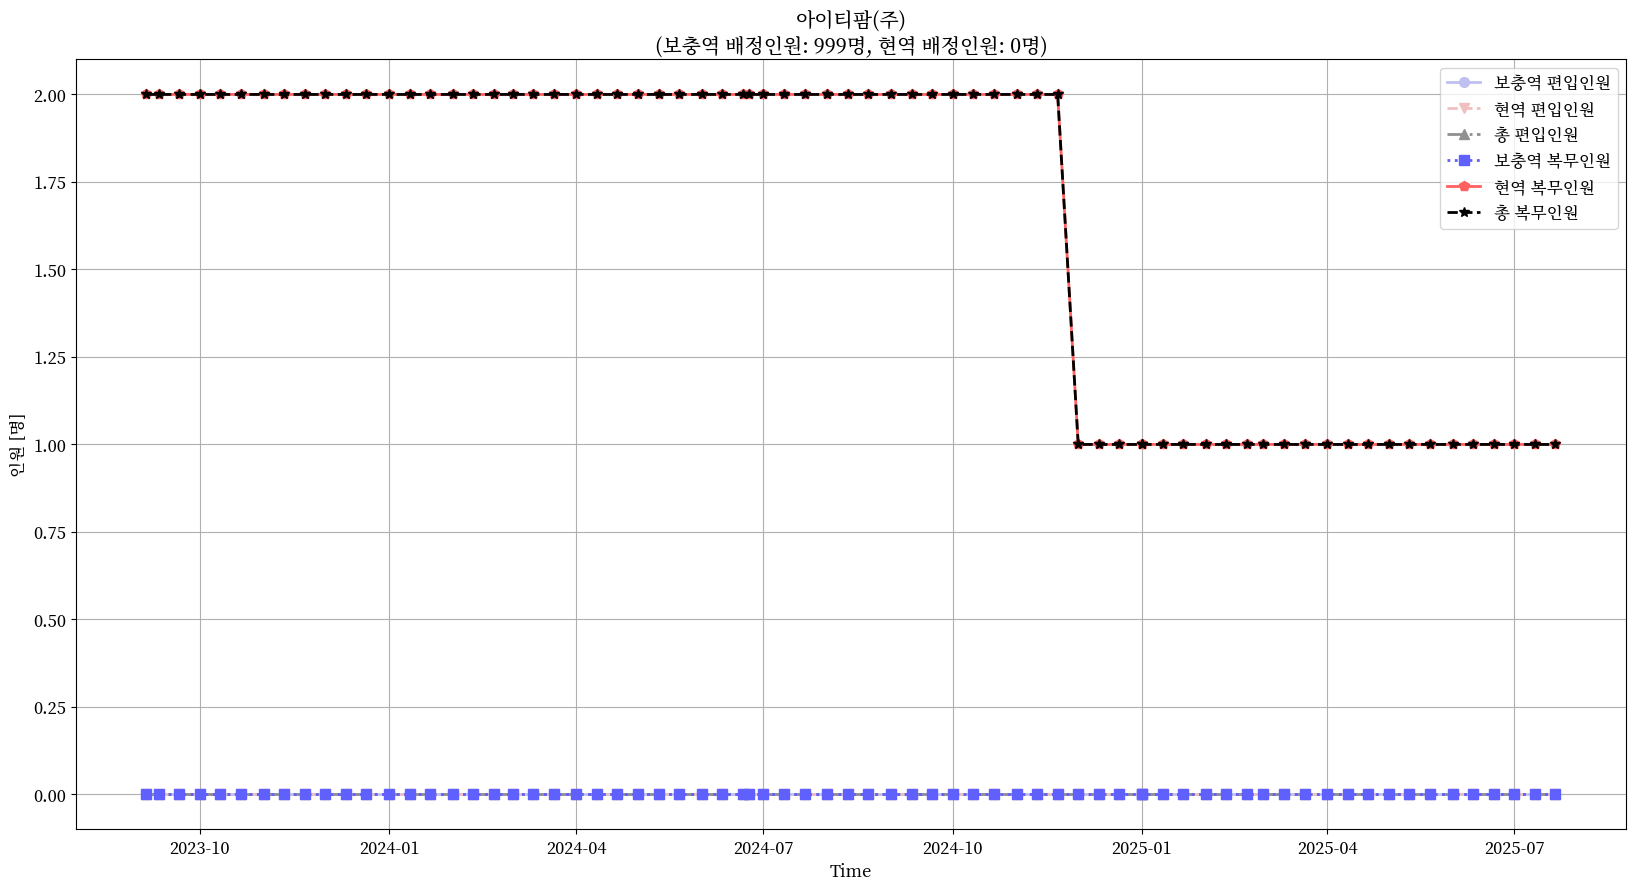 아이티팜(주)
(보충역 배정인원: 999명, 현역 배정인원: 0명)
보충역 편입인원
현역 편입인원
총 편입인원
보충역 복무인원
현역 복무인원
총 복무인원
인원 [명]
2.00
1.75
1.50
1.25
1.00
0.75
0.50
0.25
0.00
2023-10 2024-01 2024-04 2024-07 2024-10 2025-01 2025-04 2025-07
Time